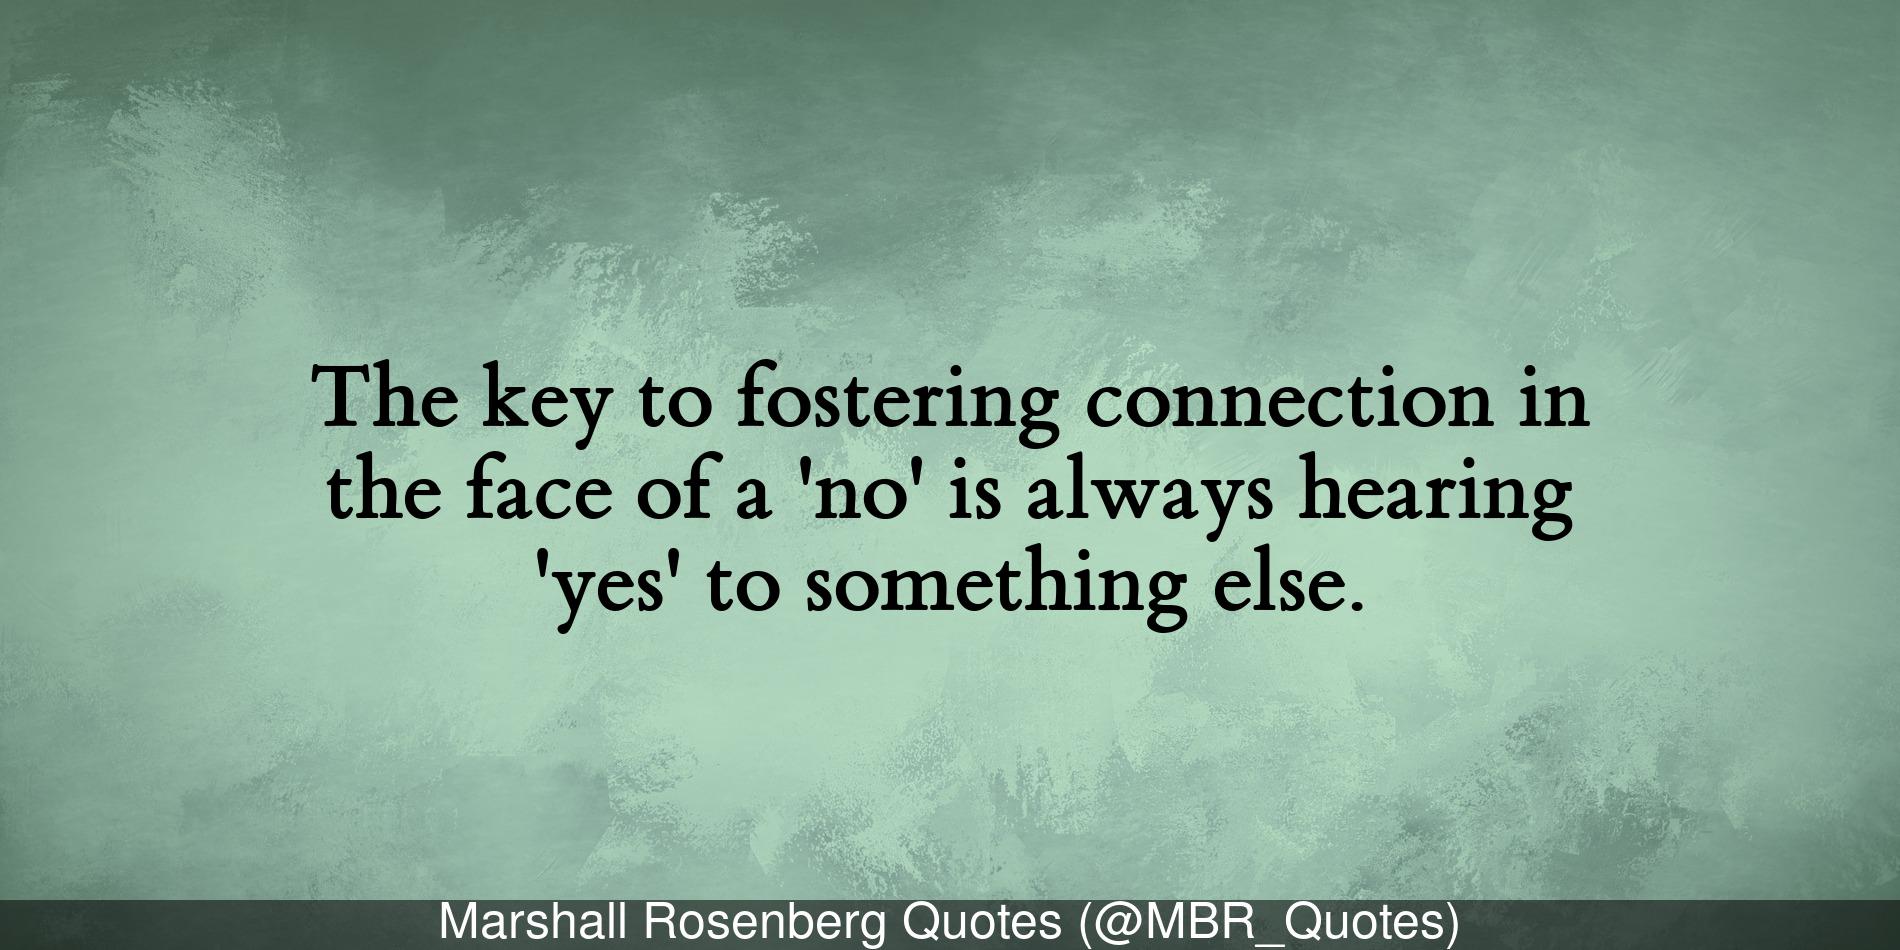 The key to fostering connection in
the face of a 'no' is always hearing
'yes' to something else.
Marshall Rosenberg Quotes (@MBR_Quotes)